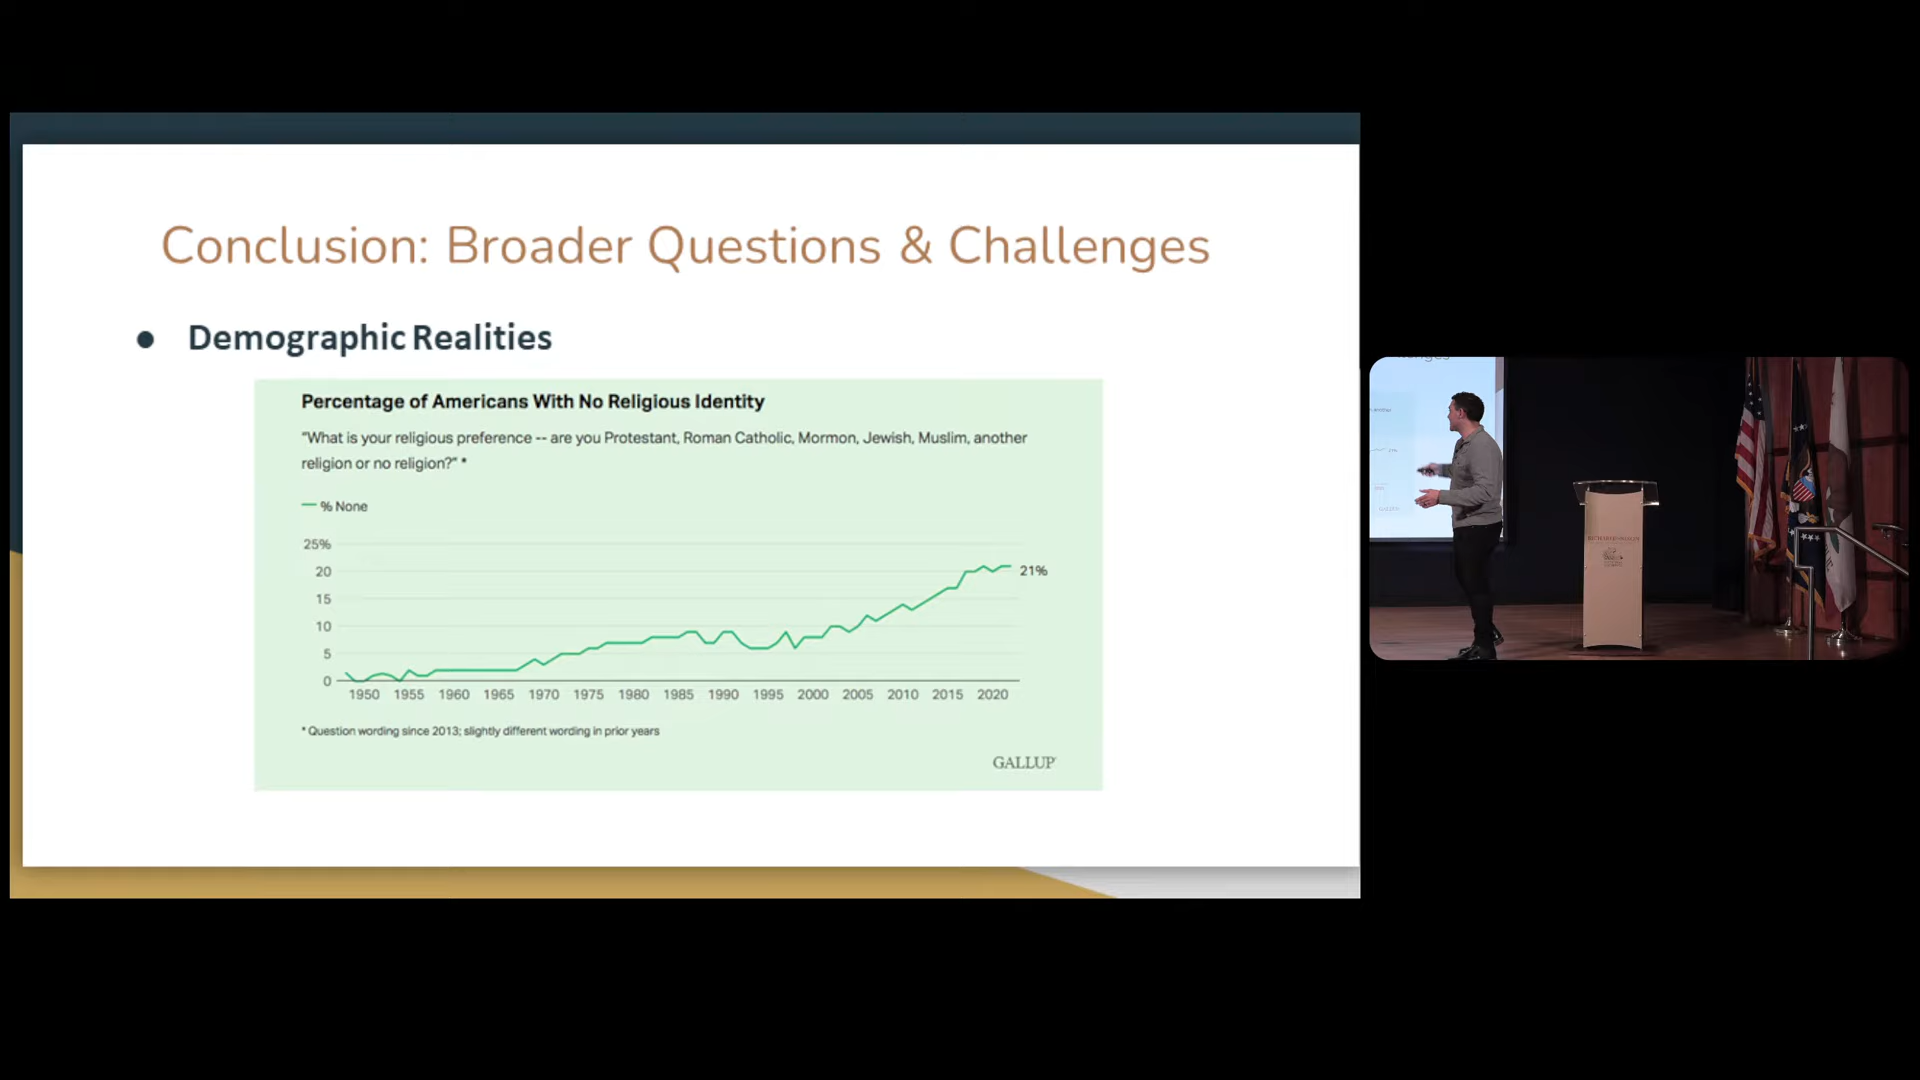 Conclusion: Broader Questions & Challenges
● Demographic Realities
Percentage of Americans With No Religious Identity
"What is your religious preference -- are you Protestant, Roman Catholic, Mormon, Jewish, Muslim, another
religion or no religion?" *
% None
25%
20
15
10
5
0
21%
1950 1955 1960 1965 1970 1975 1980 1985 1990 1995 2000 2005 2010 2015 2020
* Question wording since 2013; slightly different wording in prior years
GALLUP